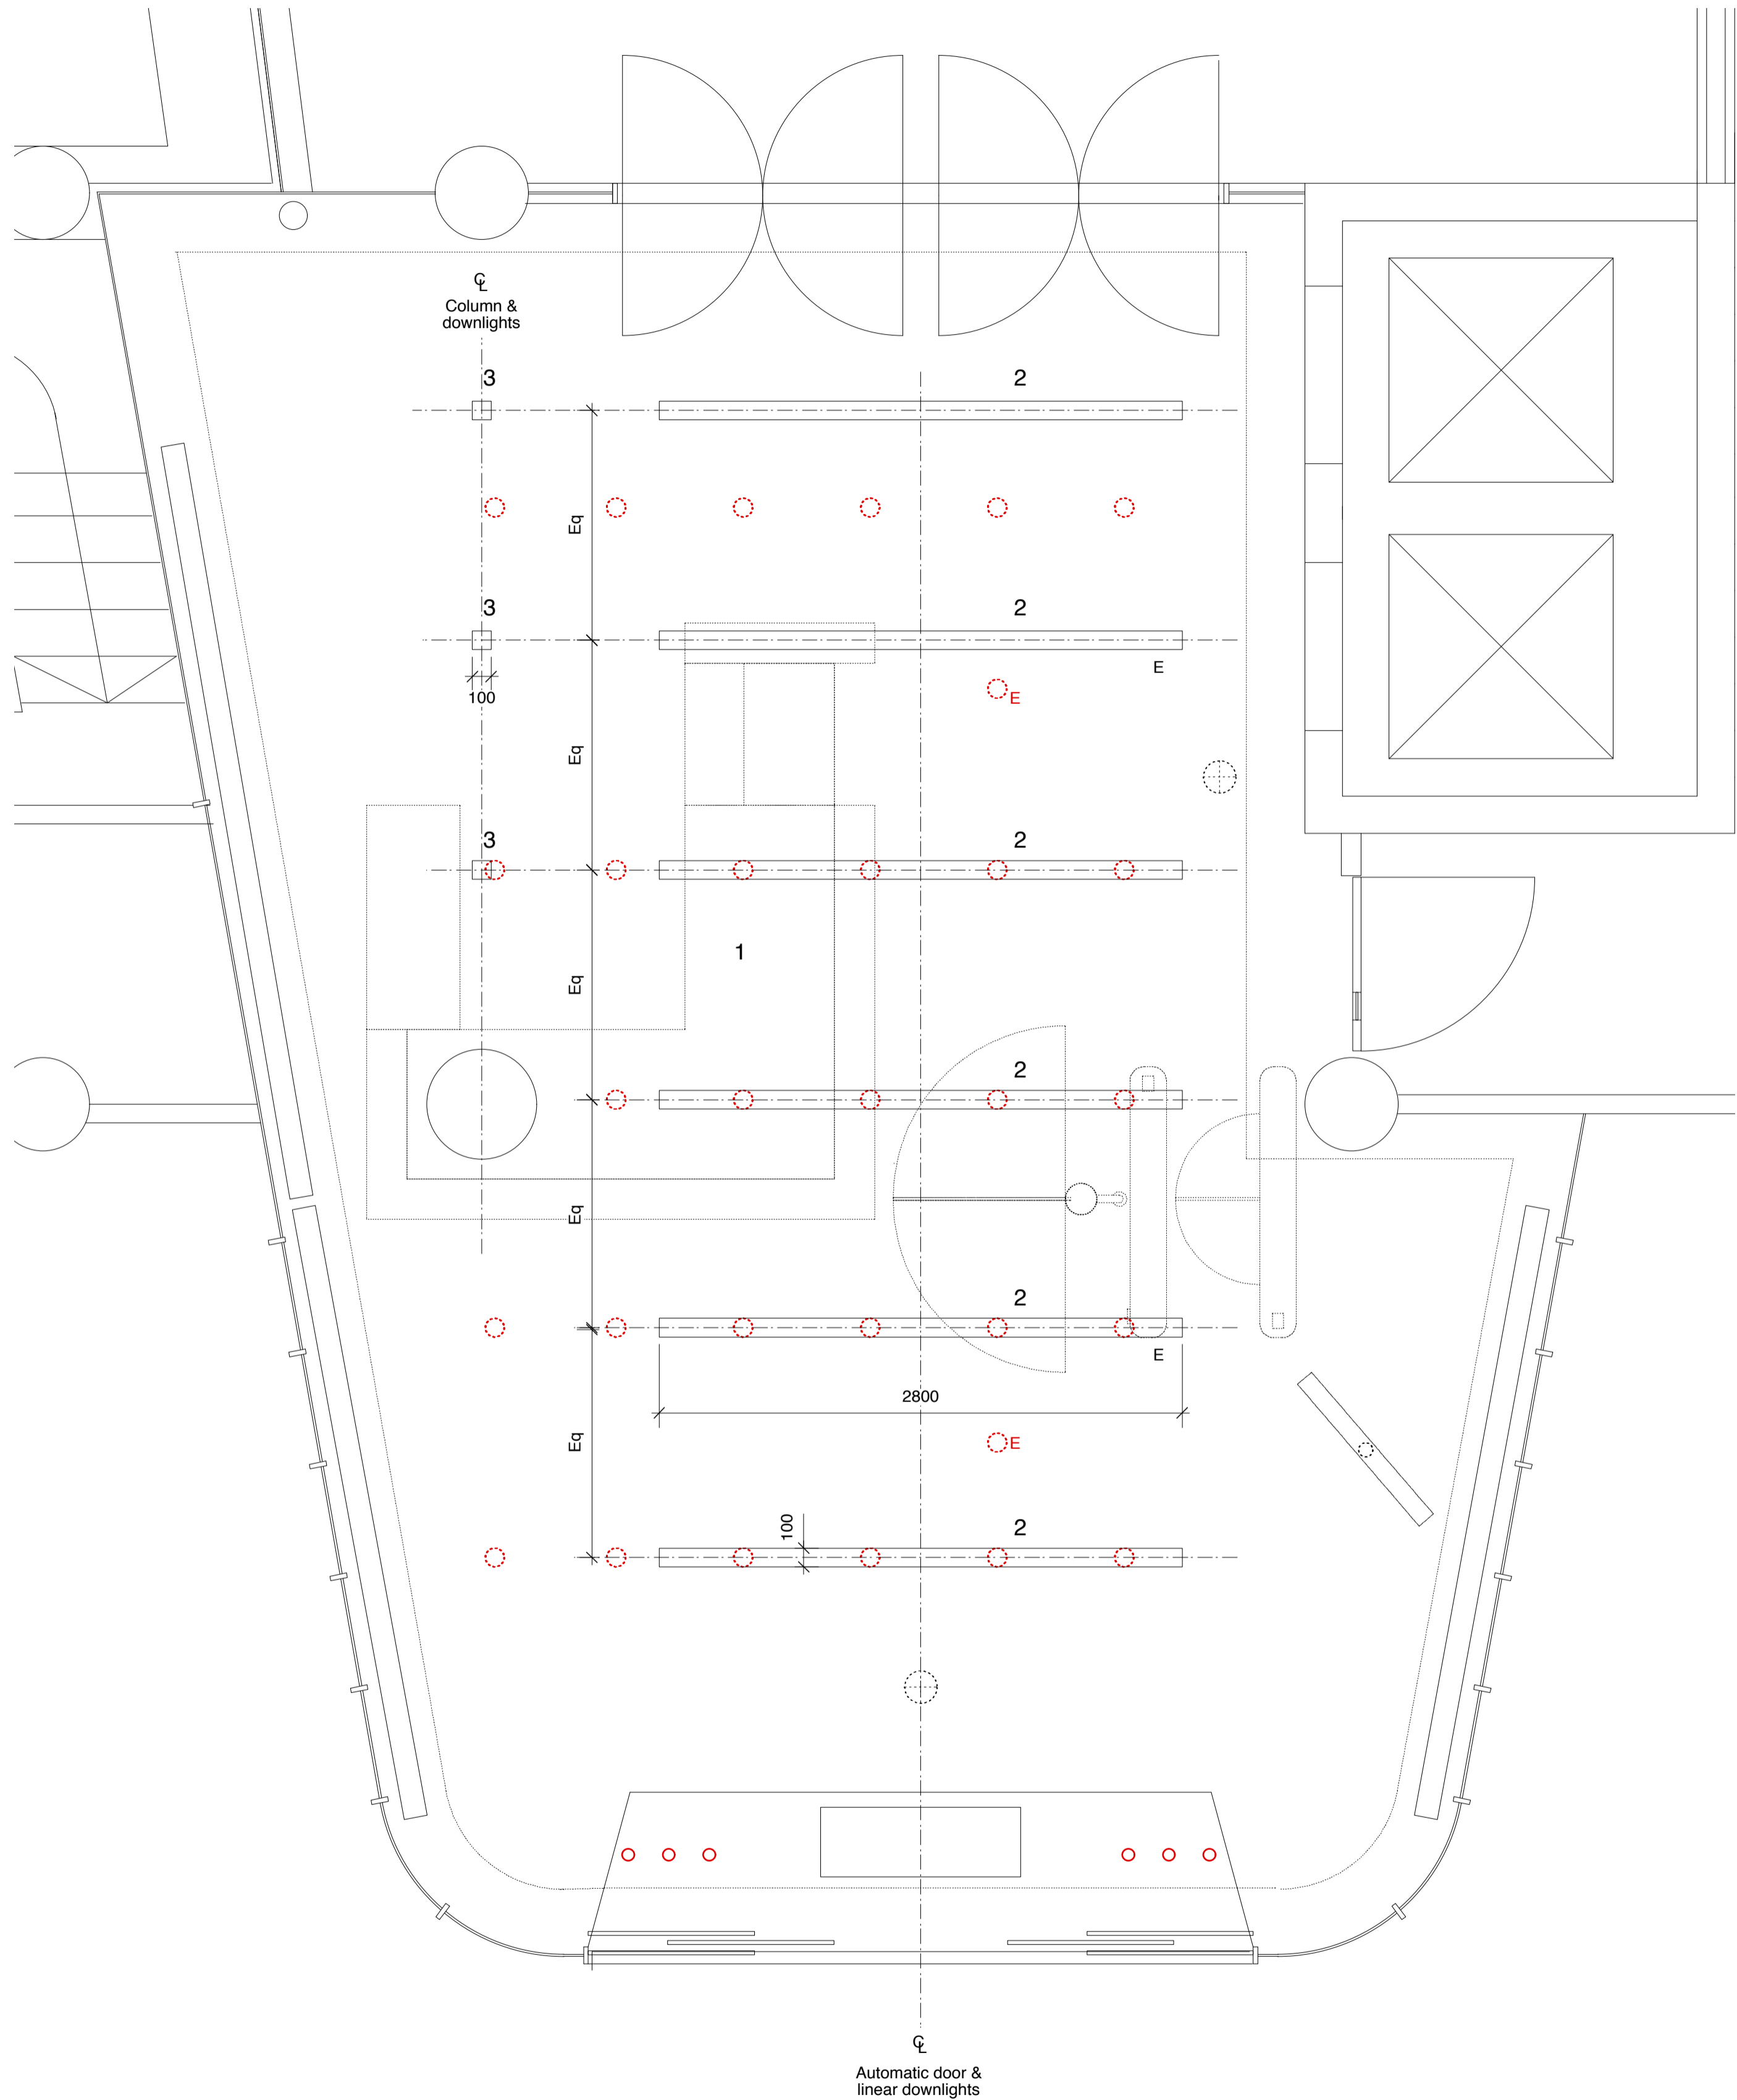 ℄
Column &
downlights
3
2
Eq
3
2
E
100
E
Eq
3
2
1
Eq
2
Eq
2
E
2800
Eq
E
100
2
℄
Automatic door &
linear downlights